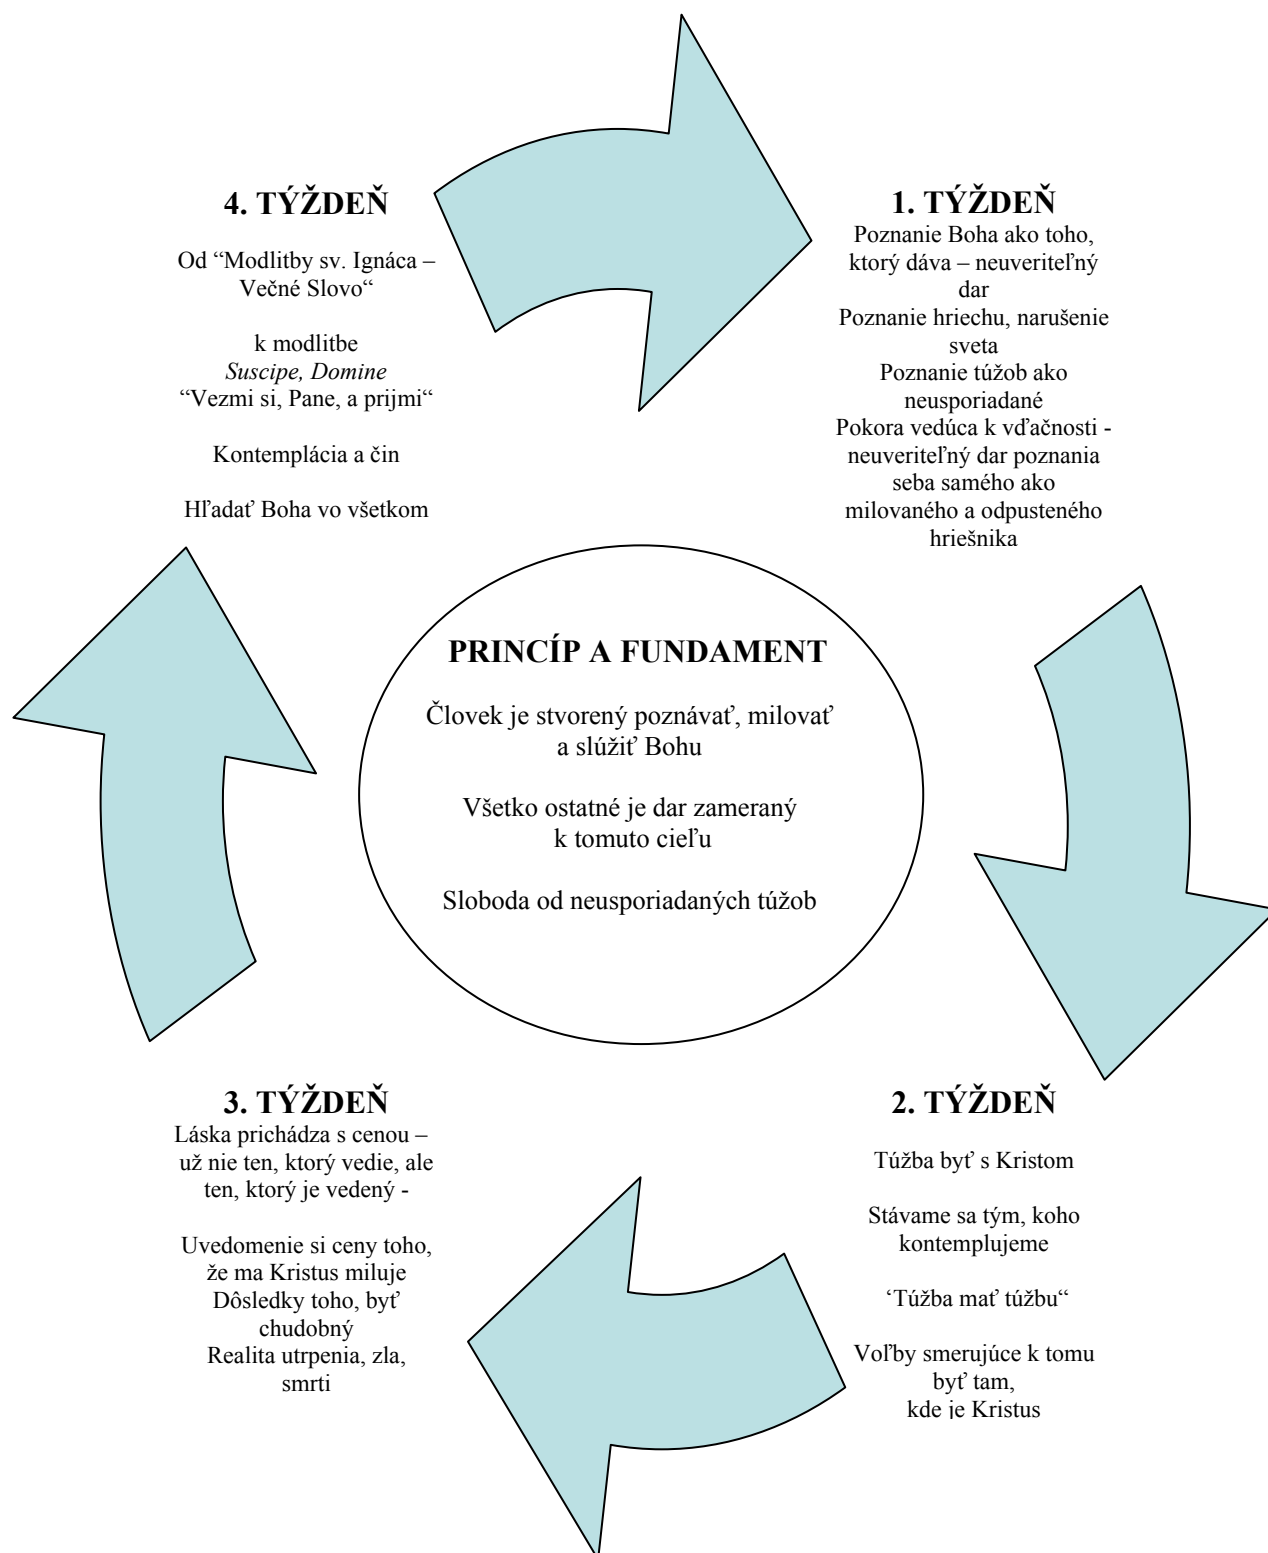 4. TÝŽDEŇ
Od “Modlitby sv. Ignáca –
Večné Slovo“
k modlitbe
Suscipe, Domine
“Vezmi si, Pane, a prijmi“
Kontemplácia a čin
Hľadať Boha vo všetkom
1. TÝŽDEŇ
Poznanie Boha ako toho,
ktorý dáva – neuveriteľný
dar
Poznanie hriechu, narušenie
sveta
Poznanie túžob ako
neusporiadané
Pokora vedúca k vďačnosti -
neuveriteľný dar poznania
seba samého ako
milovaného a odpusteného
hriešnika
PRINCÍP A FUNDAMENT
Človek je stvorený poznávať, milovať
a slúžiť Bohu
Všetko ostatné je dar zameraný
k tomuto cieľu
Sloboda od neusporiadaných túžob
3. TÝŽDEŇ
Láska prichádza s cenou –
už nie ten, ktorý vedie, ale
ten, ktorý je vedený -
Uvedomenie si ceny toho,
že ma Kristus miluje
Dôsledky toho, byť
chudobný
Realita utrpenia, zla,
smrti
2. TÝŽDEŇ
Túžba byť s Kristom
Stávame sa tým, koho
kontemplujeme
‘Túžba mať túžbu“
Voľby smerujúce k tomu
byť tam,
kde je Kristus